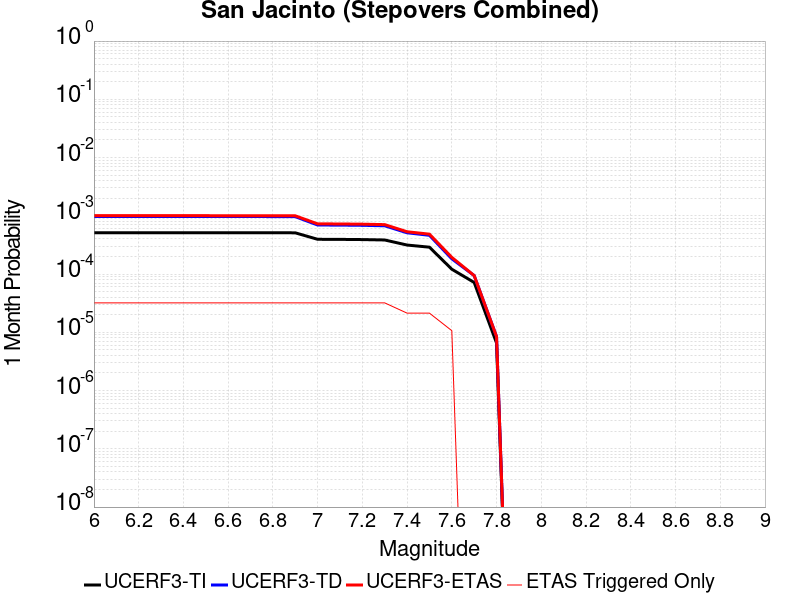 San Jacinto (Stepovers Combined)
10^0
10^-1
10^-2
10^-3
10^-4
10^-5
10^-6
10^-7
10^-8
1 Month Probability
6 6.2 6.4 6.6 6.8 7 7.2 7.4 7.6 7.8 8 8.2 8.4 8.6 8.8 9
Magnitude
UCERF3-TI UCERF3-TD UCERF3-ETAS ETAS Triggered Only